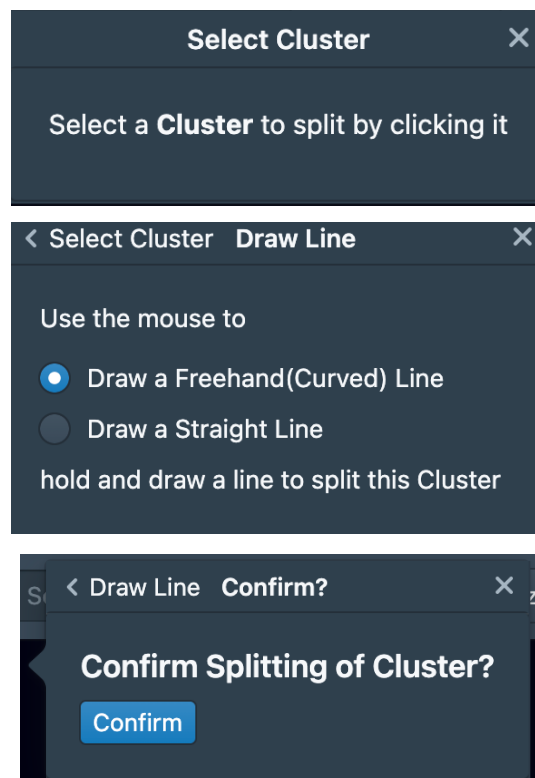 Select Cluster ×
Select a Cluster to split by clicking it
< Select Cluster Draw Line ×
Use the mouse to
Draw a Freehand(Curved) Line
Draw a Straight Line
hold and draw a line to split this Cluster
< Draw Line Confirm? ×
Confirm Splitting of Cluster?
Confirm